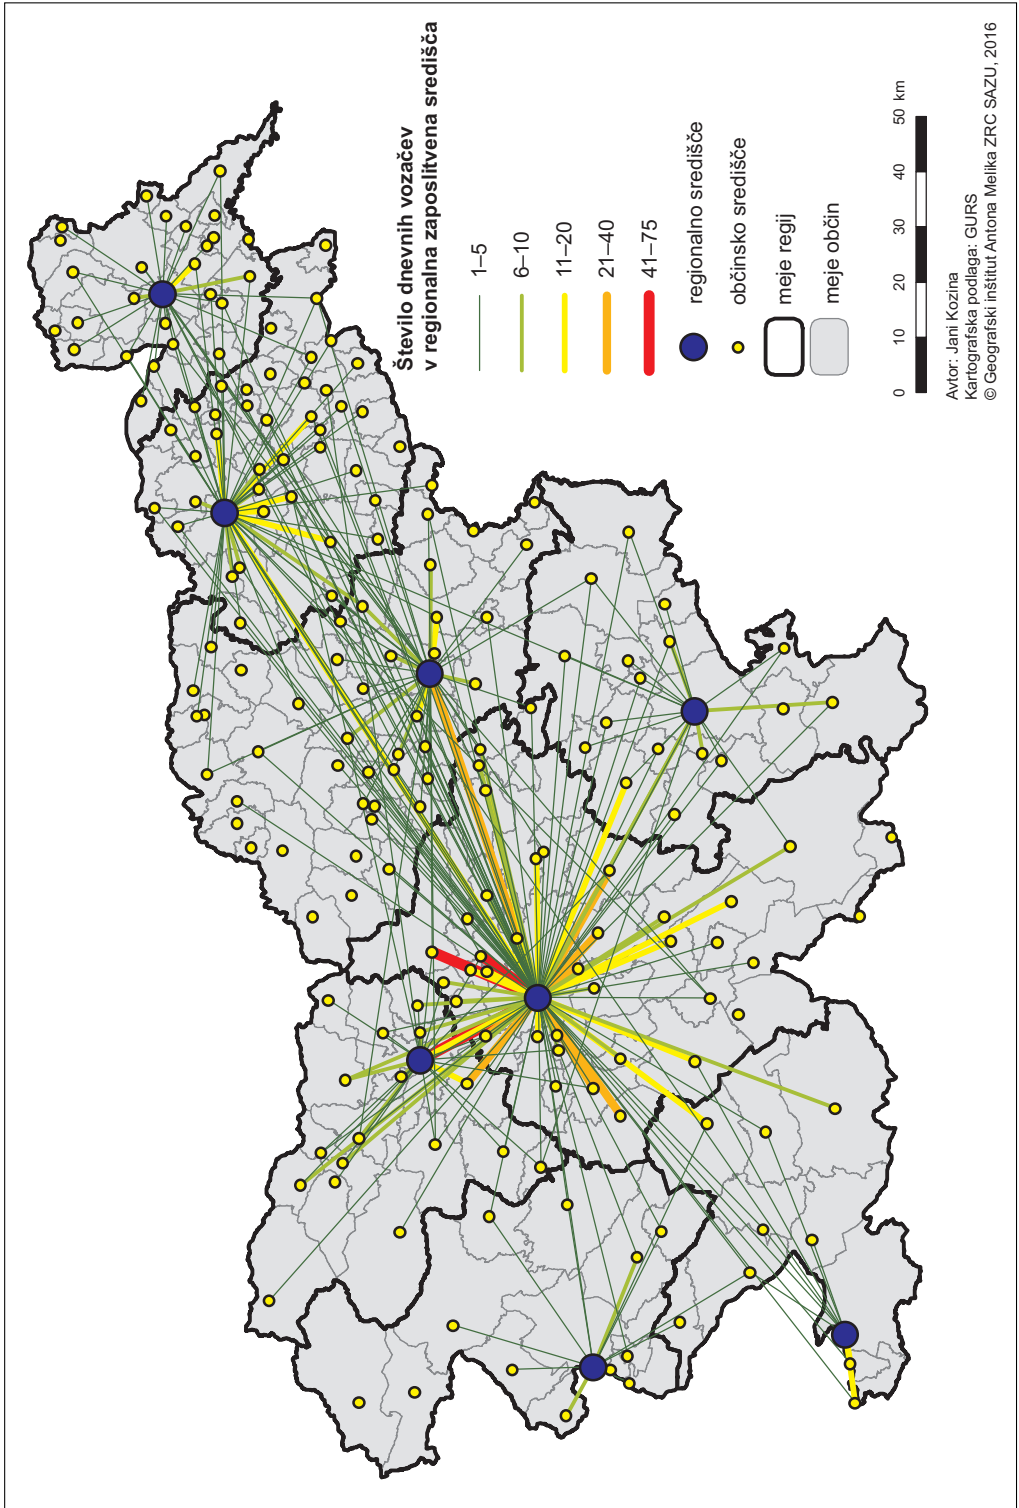 Število dnevnih vozačev
v regionalna zaposlitvena središča
1–5
6–10
11–20
21–40
41–75
regionalno središče
občinsko središče
meje regij
meje občin
0 10 20 30 40 50 km
Avtor: Jani Kozina
Kartografska podlaga: GURS
© Geografski inštitut Antona Melika ZRC SAZU, 2016